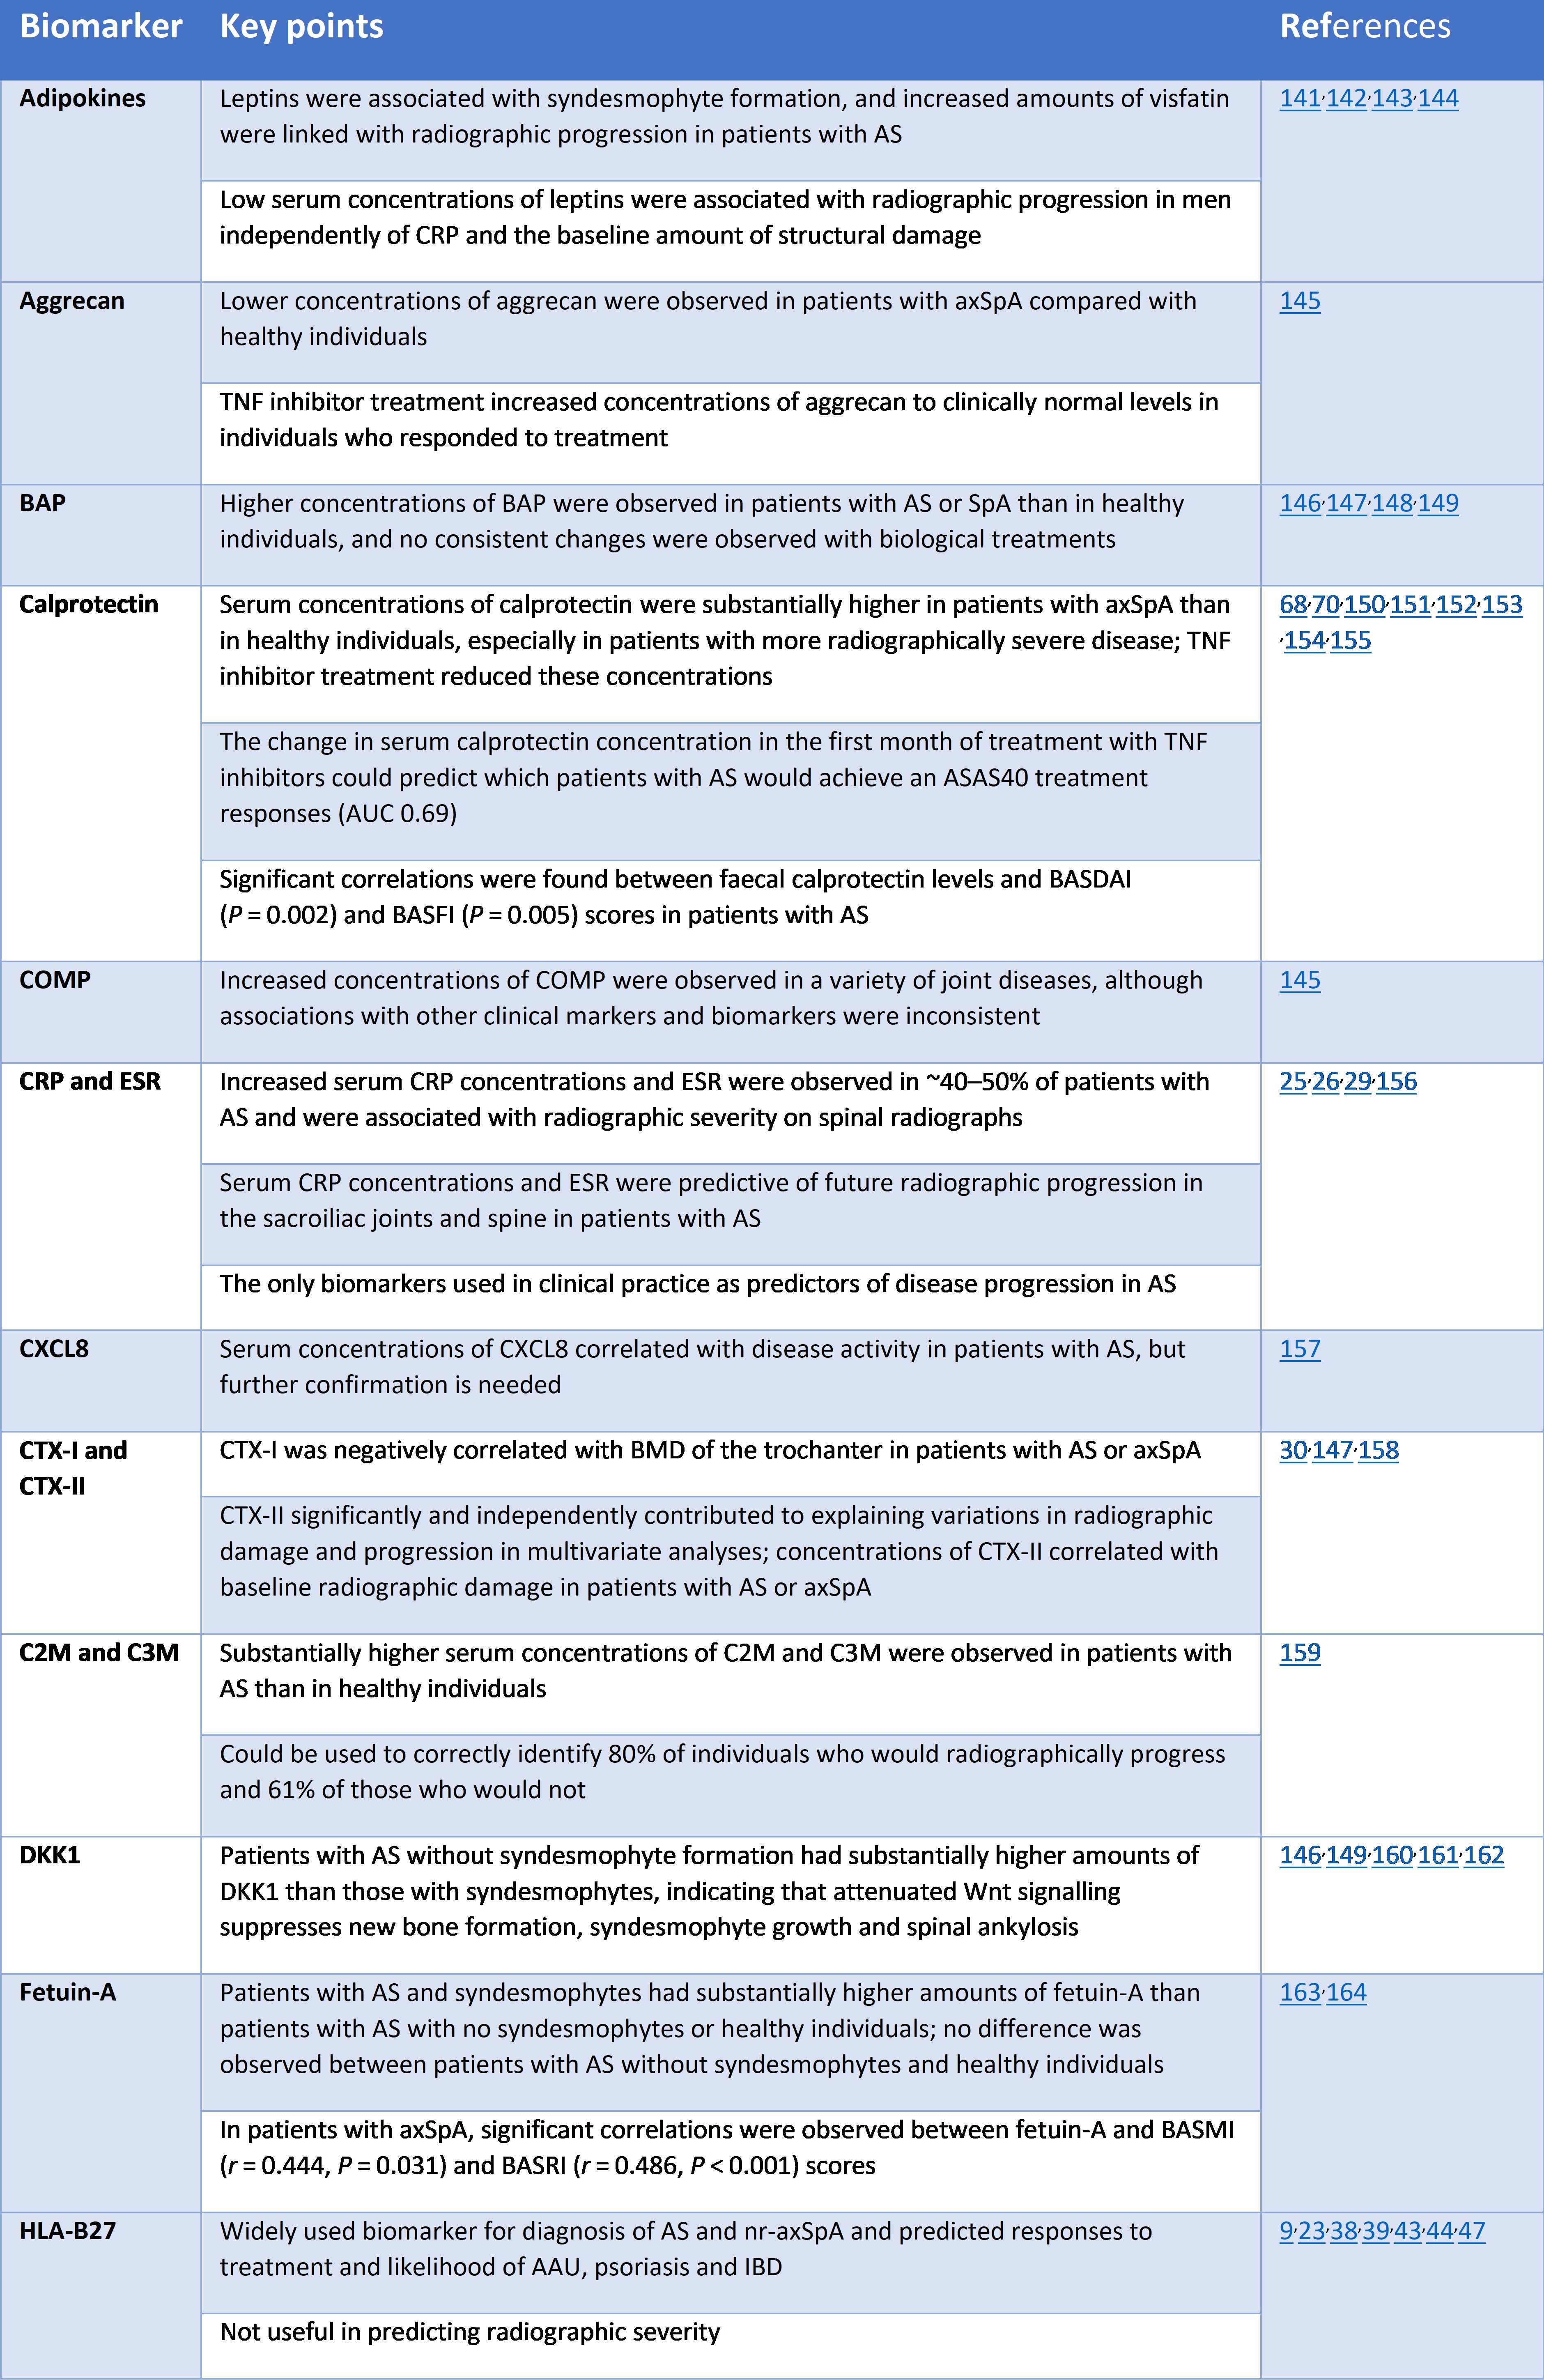 Biomarker Key points References
Adipokines Leptins were associated with syndesmophyte formation, and increased amounts of visfatin 141,142,143,144
were linked with radiographic progression in patients with AS
Low serum concentrations of leptins were associated with radiographic progression in men
independently of CRP and the baseline amount of structural damage
Aggrecan Lower concentrations of aggrecan were observed in patients with axSpA compared with 145
healthy individuals
TNF inhibitor treatment increased concentrations of aggrecan to clinically normal levels in
individuals who responded to treatment
BAP Higher concentrations of BAP were observed in patients with AS or SpA than in healthy 146,147,148,149
individuals, and no consistent changes were observed with biological treatments
Calprotectin Serum concentrations of calprotectin were substantially higher in patients with axSpA than 68,70,150,151,152,153
in healthy individuals, especially in patients with more radiographically severe disease; TNF ,154,155
inhibitor treatment reduced these concentrations
The change in serum calprotectin concentration in the first month of treatment with TNF
inhibitors could predict which patients with AS would achieve an ASAS40 treatment
responses (AUC 0.69)
Significant correlations were found between faecal calprotectin levels and BASDAI
(P = 0.002) and BASFI (P = 0.005) scores in patients with AS
COMP Increased concentrations of COMP were observed in a variety of joint diseases, although 145
associations with other clinical markers and biomarkers were inconsistent
CRP and ESR Increased serum CRP concentrations and ESR were observed in ~40–50% of patients with 25,26,29,156
AS and were associated with radiographic severity on spinal radiographs
Serum CRP concentrations and ESR were predictive of future radiographic progression in
the sacroiliac joints and spine in patients with AS
The only biomarkers used in clinical practice as predictors of disease progression in AS
CXCL8 Serum concentrations of CXCL8 correlated with disease activity in patients with AS, but 157
further confirmation is needed
CTX-I and CTX-I was negatively correlated with BMD of the trochanter in patients with AS or axSpA 30,147,158
CTX-II
CTX-II significantly and independently contributed to explaining variations in radiographic
damage and progression in multivariate analyses; concentrations of CTX-II correlated with
baseline radiographic damage in patients with AS or axSpA
C2M and C3M Substantially higher serum concentrations of C2M and C3M were observed in patients with 159
AS than in healthy individuals
Could be used to correctly identify 80% of individuals who would radiographically progress
and 61% of those who would not
DKK1 Patients with AS without syndesmophyte formation had substantially higher amounts of 146,149,160,161,162
DKK1 than those with syndesmophytes, indicating that attenuated Wnt signalling
suppresses new bone formation, syndesmophyte growth and spinal ankylosis
Fetuin-A Patients with AS and syndesmophytes had substantially higher amounts of fetuin-A than 163,164
patients with AS with no syndesmophytes or healthy individuals; no difference was
observed between patients with AS without syndesmophytes and healthy individuals
In patients with axSpA, significant correlations were observed between fetuin-A and BASMI
(r = 0.444, P = 0.031) and BASRI (r = 0.486, P < 0.001) scores
HLA-B27 Widely used biomarker for diagnosis of AS and nr-axSpA and predicted responses to 9,23,38,39,43,44,47
treatment and likelihood of AAU, psoriasis and IBD
Not useful in predicting radiographic severity